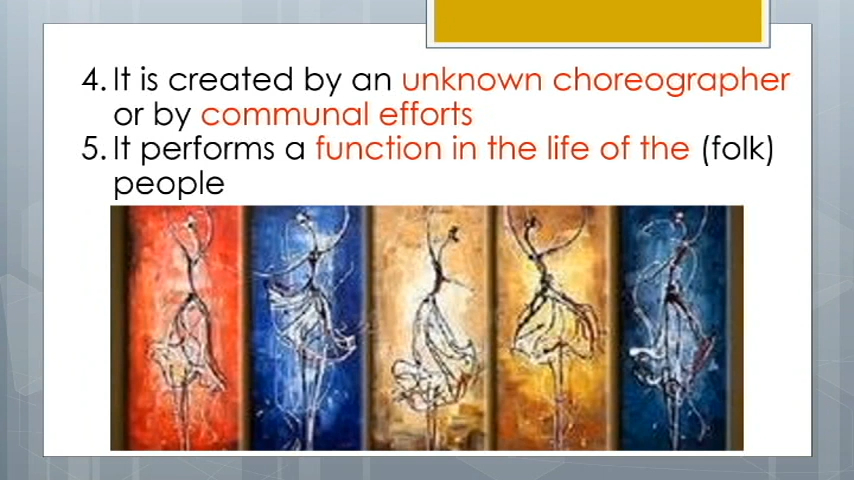 4. It is created by an unknown choreographer
or by communal efforts
5. It performs a function in the life of the (folk)
people